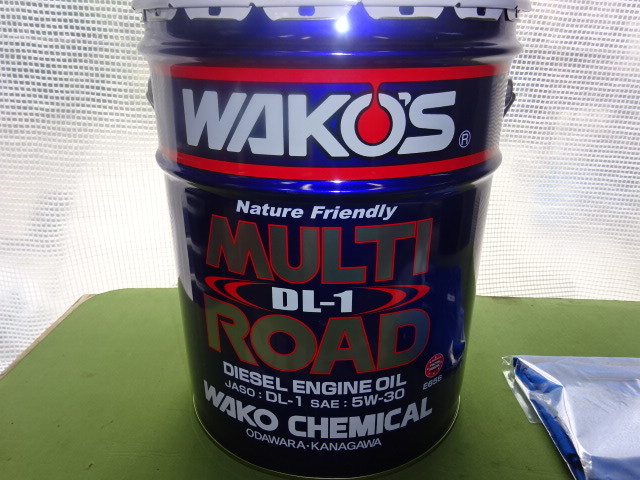 WAKO'S ®
Nature Friendly
MULTI
DL-1
ROAD
DIESEL ENGINE OIL
JASO : DL-1 SAE : 5W-30
E656
WAKO CHEMICAL
ODAWARA·KANAGAWA